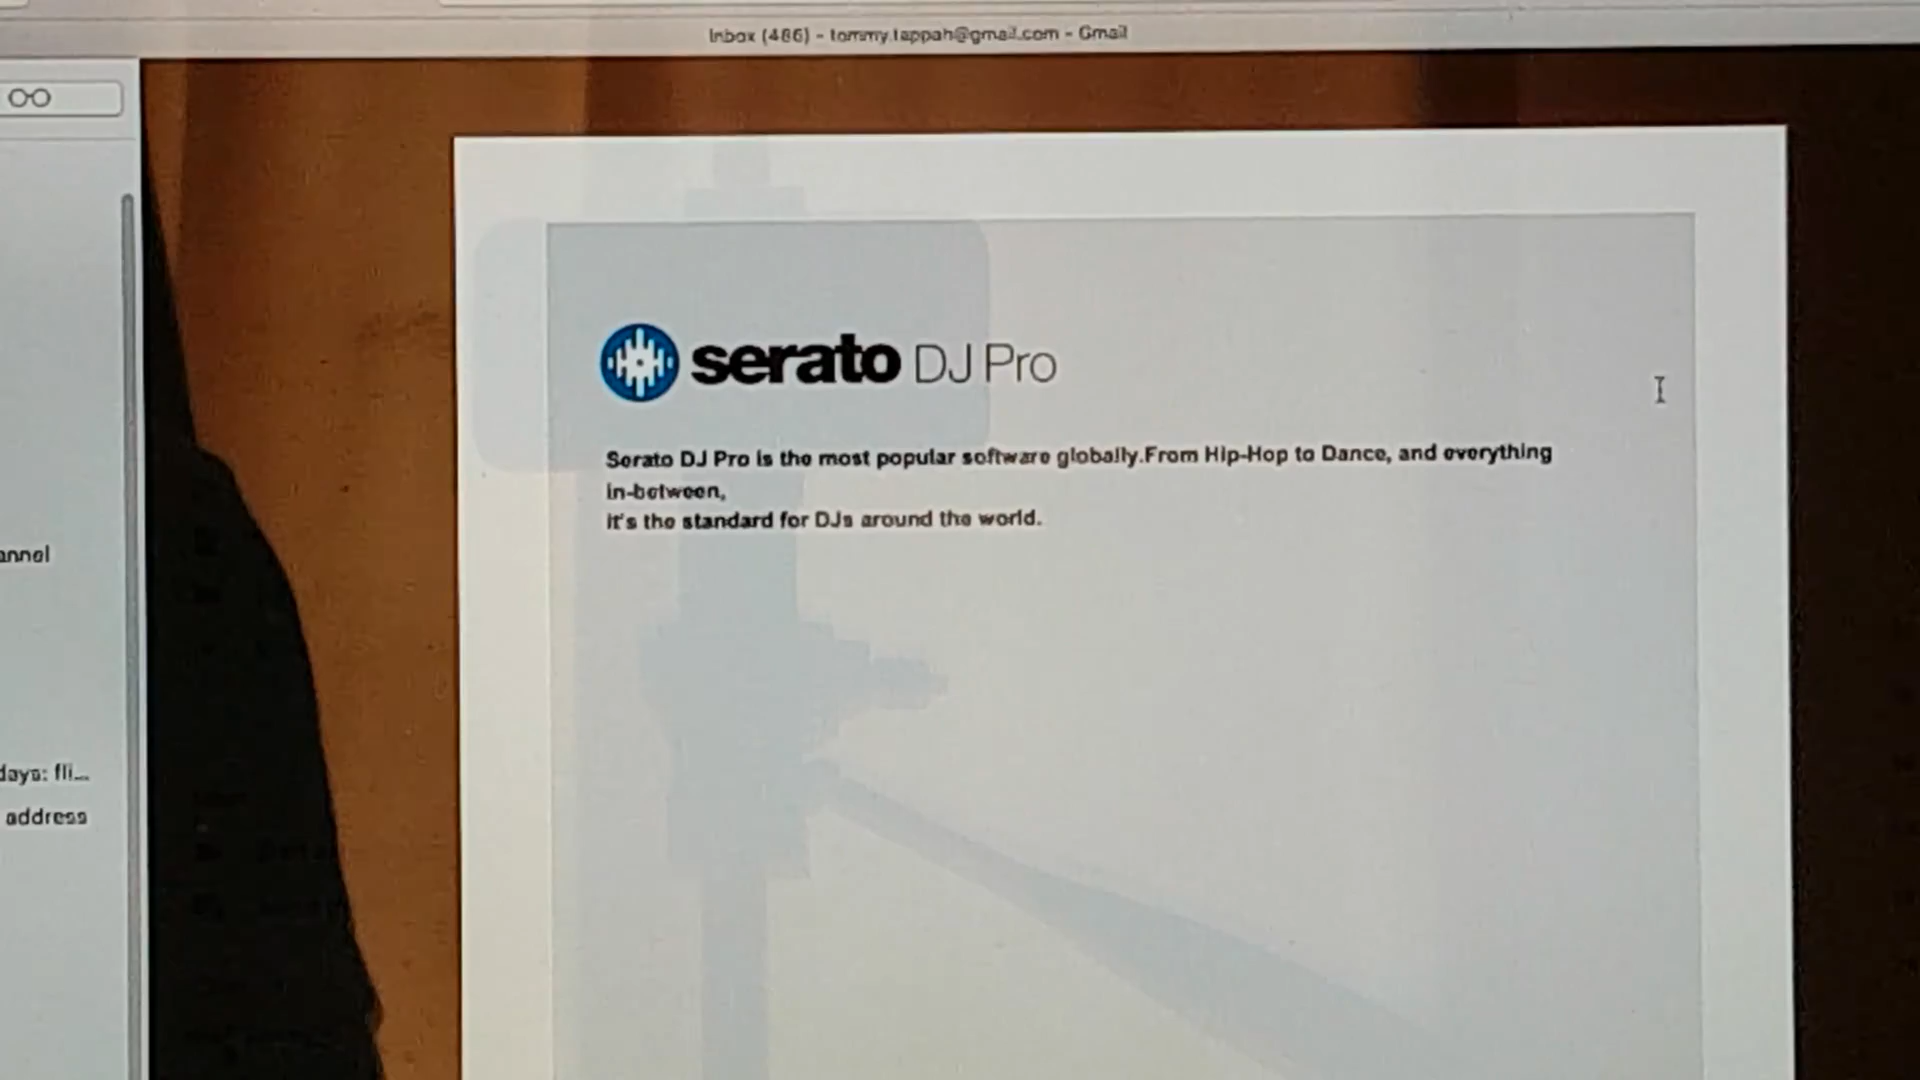 Inbox (486) - tommy.tappah@gmail.com - Gmail
serato DJ Pro
Serato DJ Pro is the most popular software globally.From Hip-Hop to Dance, and everything
in-between,
it's the standard for DJs around the world.
annel
days: fli...
address